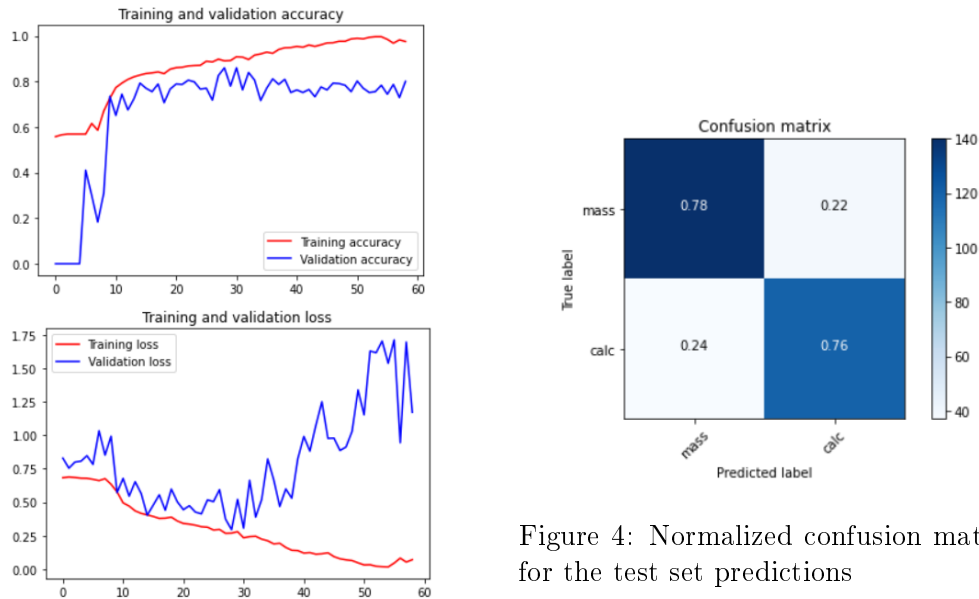 Training and validation accuracy
1.0
0.8
0.6
0.4
0.2
0.0
Training accuracy
Validation accuracy
0 10 20 30 40 50 60
Training and validation loss
1.75
1.50
1.25
1.00
0.75
0.50
0.25
0.00
Training loss
Validation loss
0 10 20 30 40 50 60
Confusion matrix
True label
mass
calc
0.78 0.22
0.24 0.76
mass calc
Predicted label
140
120
100
80
60
40
Figure 4: Normalized confusion mat
for the test set predictions